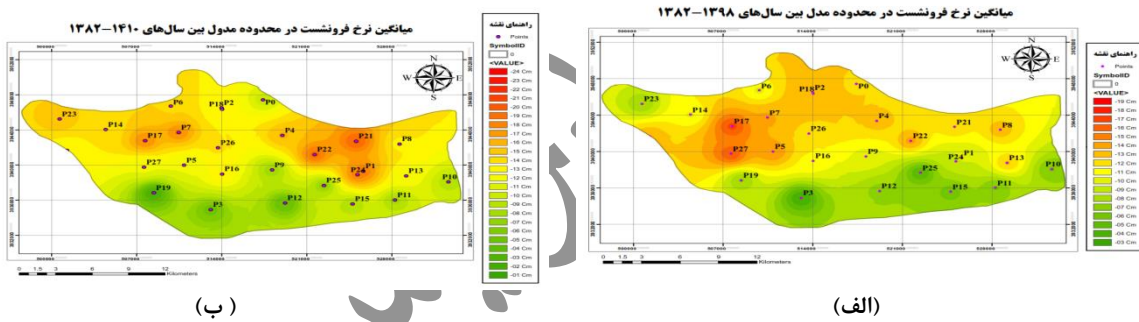 میانگین نرخ فرونشست در محدوده مدل بین سال‌های ۱۳۹۸-۱۳۸۲
راهنمای نقشه
Points
SymbolID
0
<VALUE>
-19 Cm
-18 Cm
-17 Cm
-16 Cm
-15 Cm
-14 Cm
-13 Cm
-12 Cm
-11 Cm
-10 Cm
-09 Cm
-08 Cm
-07 Cm
-06 Cm
-05 Cm
-04 Cm
-03 Cm
N
W E
S
P23
P14
P6
P18 P2
P0
P17
P7
P26
P4
P21
P8
P22
P27
P5
P16
P9
P24 P1
P13
P10
P25
P19
P3
P12
P15
P11
0 1.5 3 6 9 12
Kilometers
(الف)
میانگین نرخ فرونشست در محدوده مدول بین سال‌های ۱۴۱۰-۱۳۸۲
راهنمای نقشه
Points
SymbolID
0
<VALUE>
-24 Cm
-23 Cm
-22 Cm
-21 Cm
-20 Cm
-18 Cm
-17 Cm
-16 Cm
-15 Cm
-14 Cm
-13 Cm
-12 Cm
-11 Cm
-10 Cm
-09 Cm
-08 Cm
-07 Cm
-06 Cm
-05 Cm
-04 Cm
-03 Cm
-02 Cm
-01 Cm
N
W E
S
P23
P14
P6
P18 P2
P0
P17
P7
P26
P4
P21
P8
P22
P27
P5
P16
P9
P24 P1
P13
P10
P25
P19
P3
P12
P15
P11
0 1.5 3 6 9 12
Kilometers
(ب)